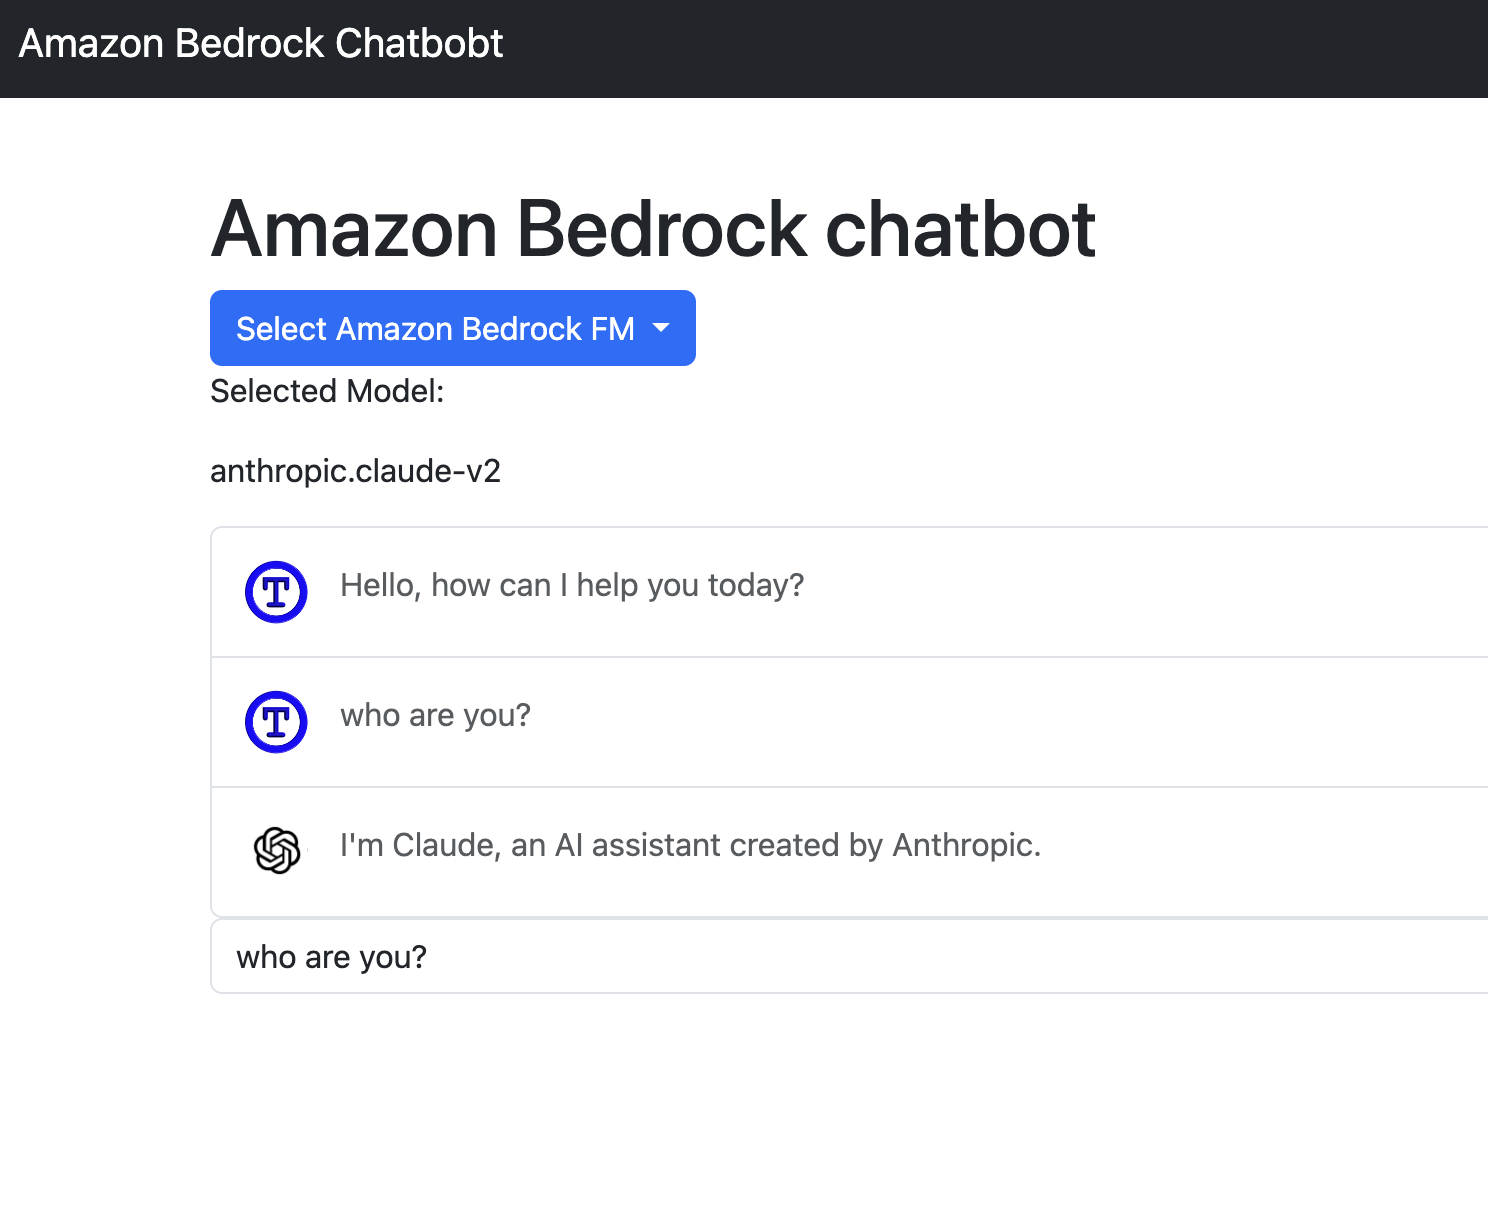 Amazon Bedrock Chatbobt
Amazon Bedrock chatbot
Select Amazon Bedrock FM
Selected Model:
anthropic.claude-v2
T Hello, how can I help you today?
T who are you?
I'm Claude, an AI assistant created by Anthropic.
who are you?